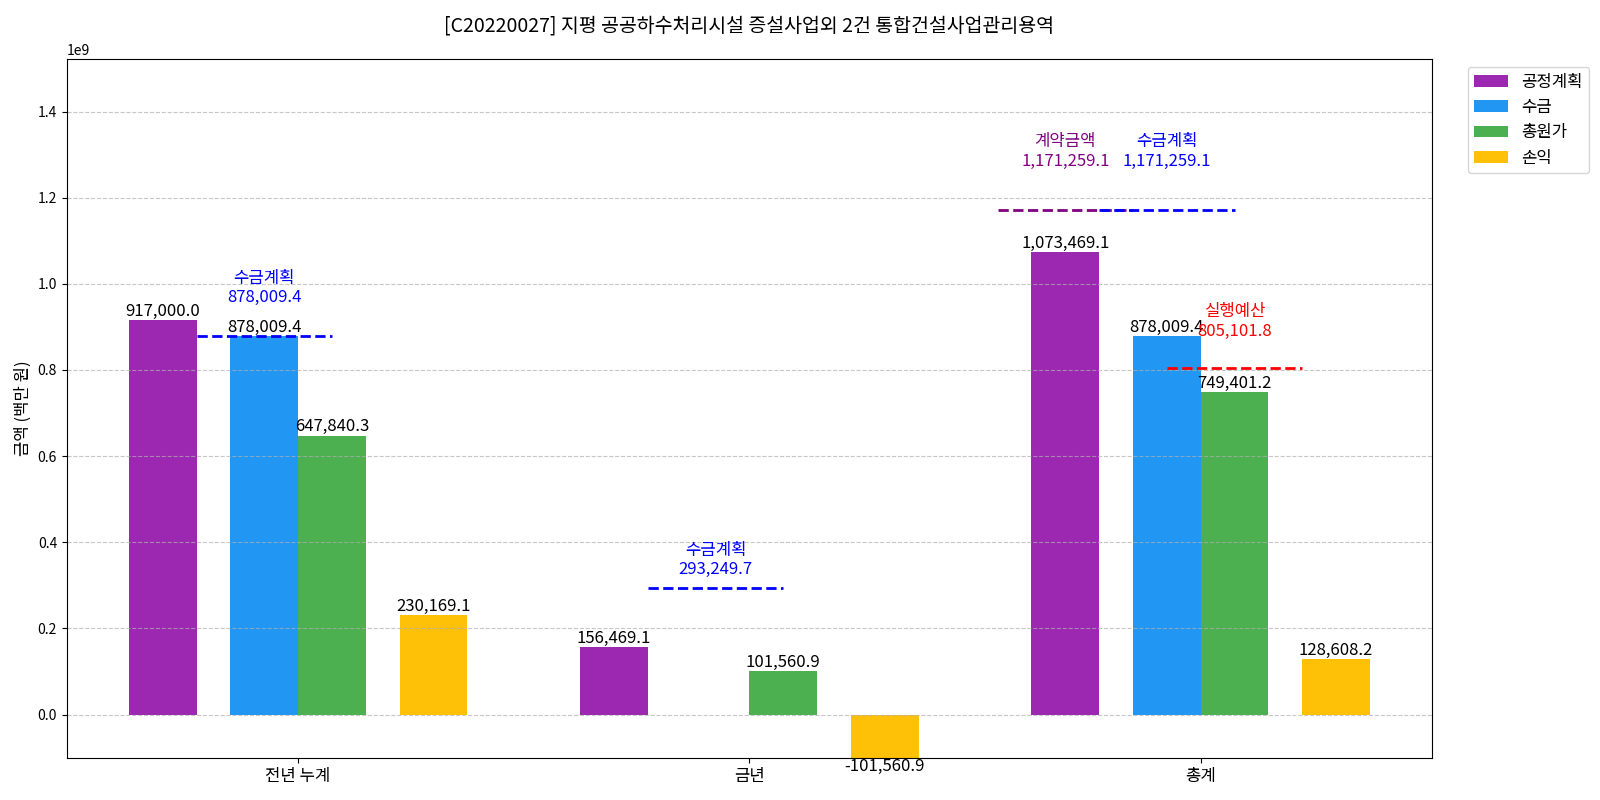 [C20220027] 지평 공공하수처리시설 증설사업외 2건 통합건설사업관리용역
1e9
공정계획
수금
총원가
손익
1.4
1.2
1.0
0.8
0.6
0.4
0.2
0.0
금액 (백만 원)
917,000.0
수금계획
878,009.4
878,009.4
647,840.3
230,169.1
156,469.1
수금계획
293,249.7
101,560.9
-101,560.9
계약금액
1,171,259.1
수금계획
1,171,259.1
1,073,469.1
878,009.4
실행예산
805,101.8
749,401.2
128,608.2
전년 누계
금년
총계